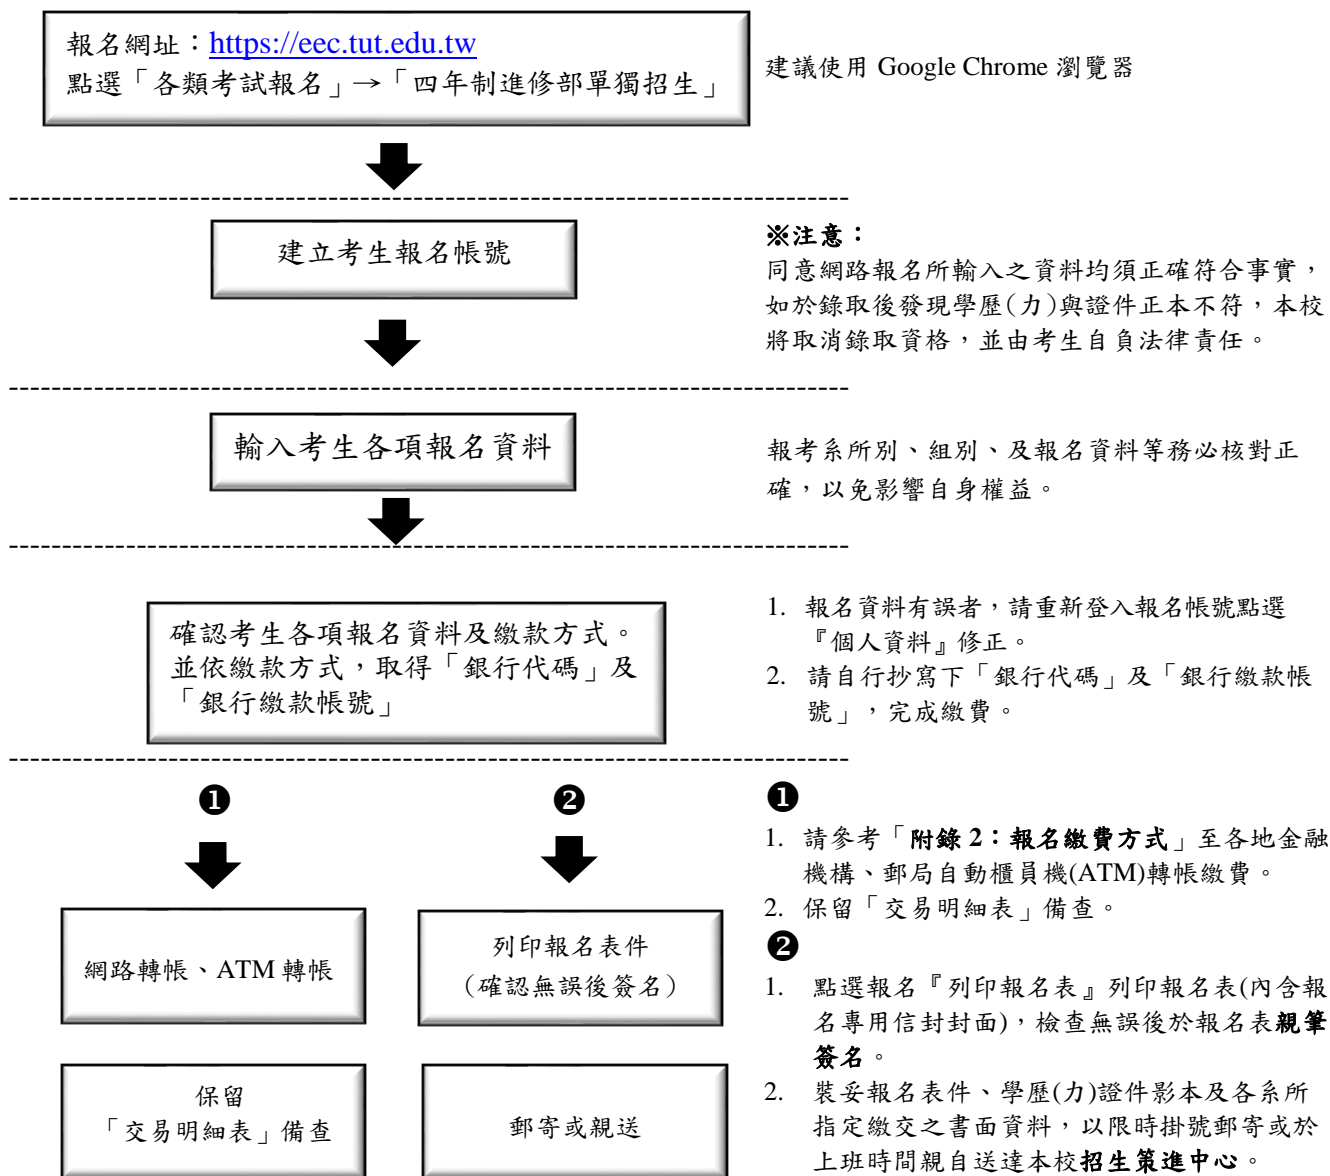 報名網址：https://eec.tut.edu.tw
點選「各類考試報名」→「四年制進修部單獨招生」
建議使用 Google Chrome 瀏覽器
建立考生報名帳號
※注意：
同意網路報名所輸入之資料均須正確符合事實，
如於錄取後發現學歷(力)與證件正本不符，本校
將取消錄取資格，並由考生自負法律責任。
輸入考生各項報名資料
報考系所別、組別、及報名資料等務必核對正
確，以免影響自身權益。
確認考生各項報名資料及繳款方式。
並依繳款方式，取得「銀行代碼」及
「銀行繳款帳號」
1. 報名資料有誤者，請重新登入報名帳號點選
『個人資料』修正。
2. 請自行抄寫下「銀行代碼」及「銀行繳款帳
號」，完成繳費。
❶
❷
網路轉帳、ATM 轉帳
列印報名表件
(確認無誤後簽名)
保留
「交易明細表」備查
郵寄或親送
❶
1. 請參考「附錄 2：報名繳費方式」至各地金融
機構、郵局自動櫃員機(ATM)轉帳繳費。
2. 保留「交易明細表」備查。
❷
1. 點選報名『列印報名表』列印報名表(內含報
名專用信封封面)，檢查無誤後於報名表親筆
簽名。
2. 裝妥報名表件、學歷(力)證件影本及各系所
指定繳交之書面資料，以限時掛號郵寄或於
上班時間親自送達本校招生策進中心。